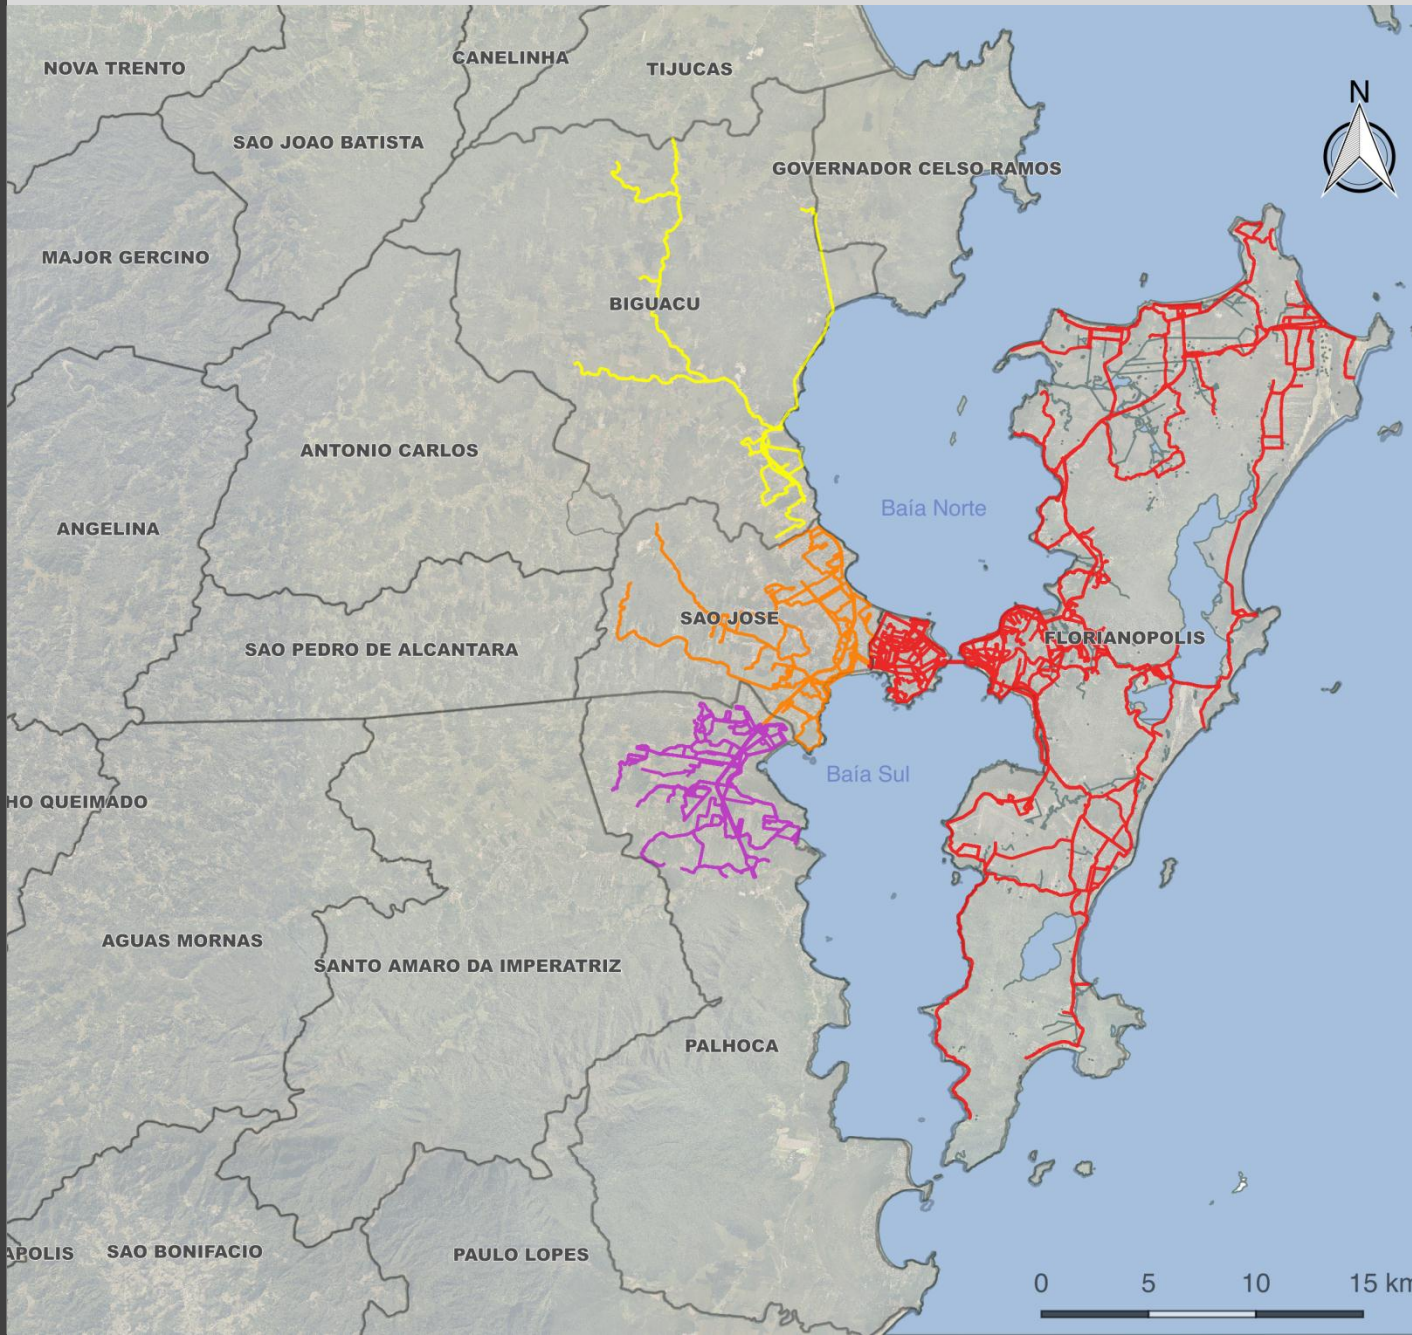 CANELINHA
NOVA TRENTO
TIJUCAS
N
SAO JOAO BATISTA
GOVERNADOR CELSO RAMOS
MAJOR GERCINO
BIGUACU
ANTONIO CARLOS
Baía Norte
ANGELINA
SAO JOSE
FLORIANOPOLIS
SAO PEDRO DE ALCANTARA
Baía Sul
HO QUEIMADO
AGUAS MORNAS
SANTO AMARO DA IMPERATRIZ
PALHOCA
APOLIS
SAO BONIFACIO
PAULO LOPES
0 5 10 15 km